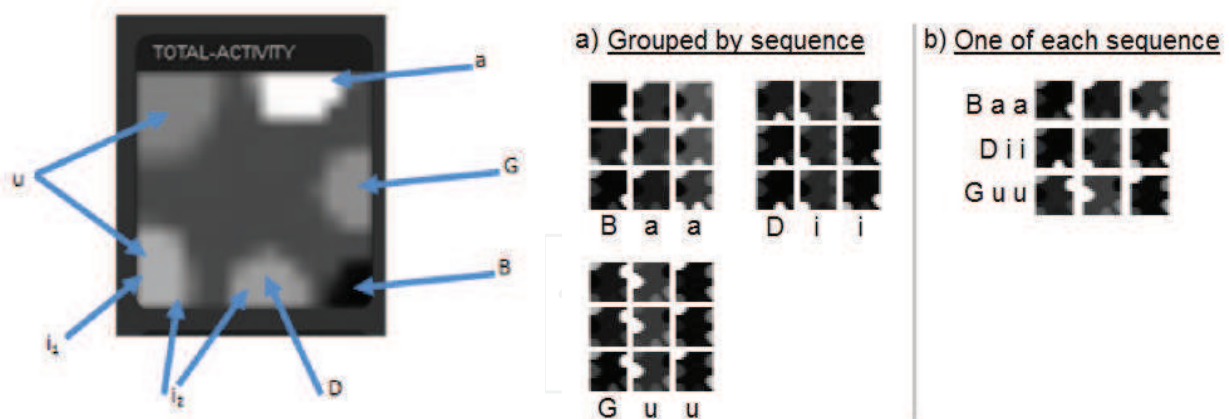 TOTAL-ACTIVITY
a
u
G
B
i₁
i₂
D
a) Grouped by sequence
B a a
D i i
G u u
b) One of each sequence
B a a
D i i
G u u